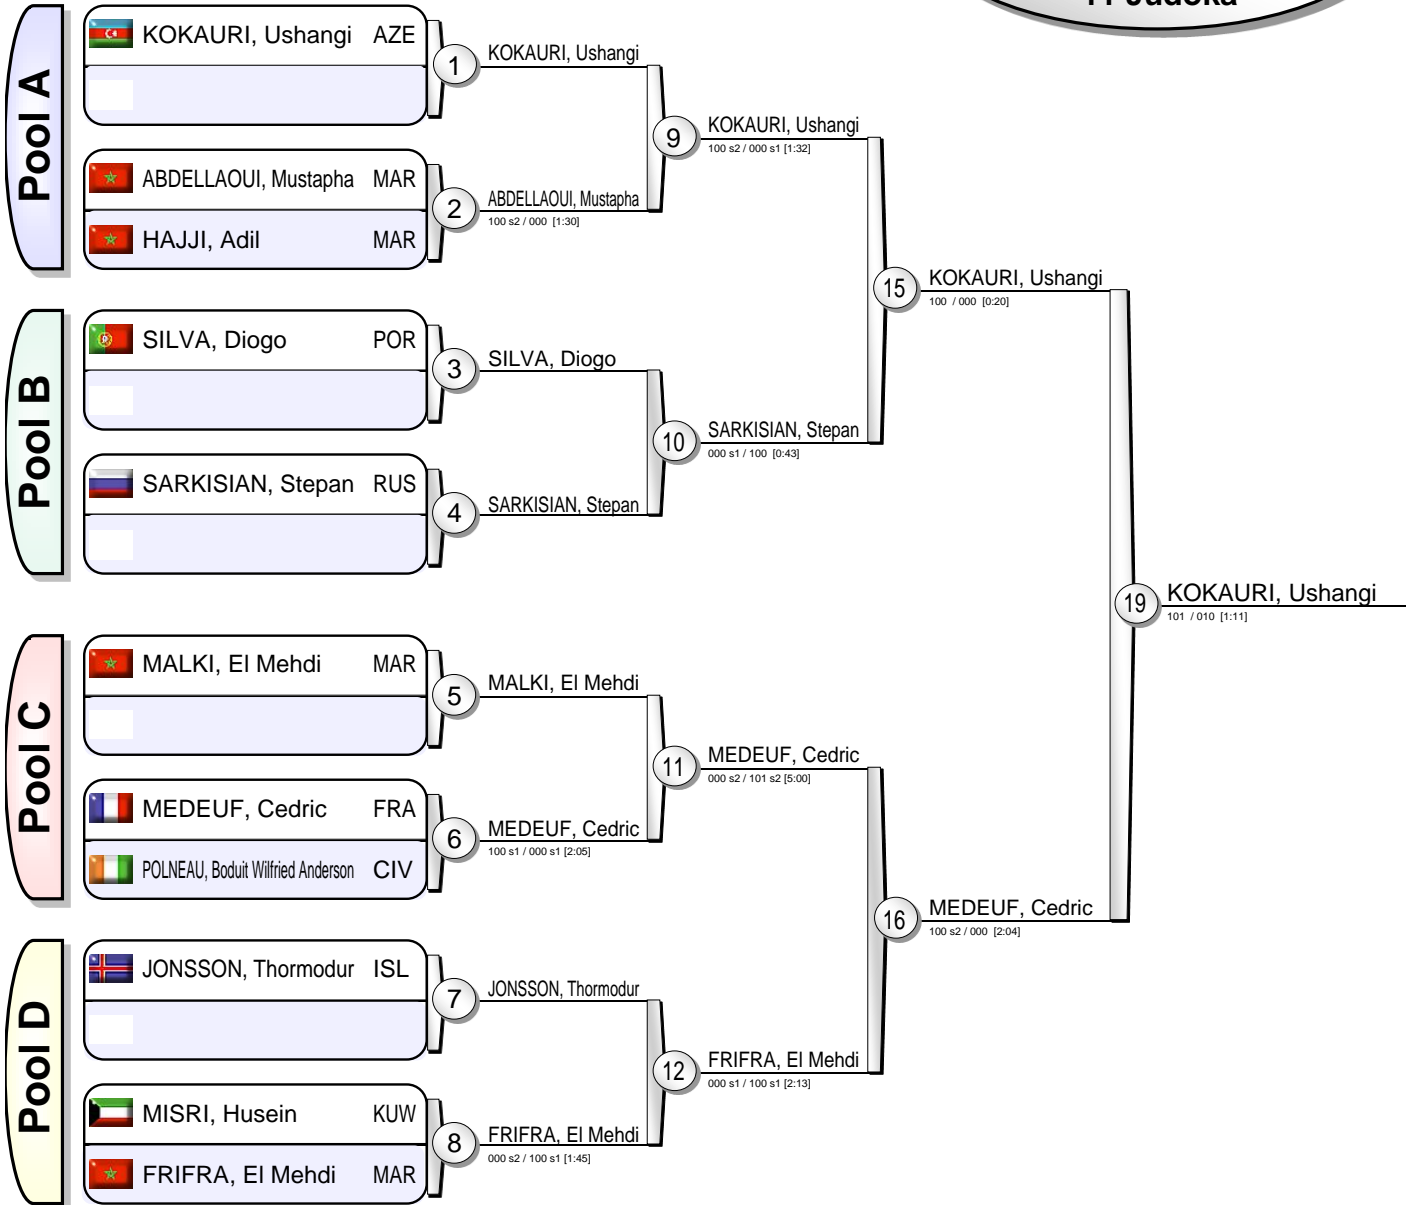 11 Judoka
Pool A
KOKAURI, Ushangi AZE
1
KOKAURI, Ushangi
ABDELLAOUI, Mustapha MAR
HAJJI, Adil MAR
2
ABDELLAOUI, Mustapha
100 s2 / 000 [1:30]
9
KOKAURI, Ushangi
100 s2 / 000 s1 [1:32]
Pool B
SILVA, Diogo POR
3
SILVA, Diogo
SARKISIAN, Stepan RUS
4
SARKISIAN, Stepan
10
SARKISIAN, Stepan
000 s1 / 100 [0:43]
15
KOKAURI, Ushangi
100 / 000 [0:20]
Pool C
MALKI, El Mehdi MAR
5
MALKI, El Mehdi
MEDEUF, Cedric FRA
POLNEAU, Boduit Wilfried Anderson CIV
6
MEDEUF, Cedric
100 s1 / 000 s1 [2:05]
11
MEDEUF, Cedric
000 s2 / 101 s2 [5:00]
Pool D
JONSSON, Thormodur ISL
7
JONSSON, Thormodur
MISRI, Husein KUW
FRIFRA, El Mehdi MAR
8
FRIFRA, El Mehdi
000 s2 / 100 s1 [1:45]
12
FRIFRA, El Mehdi
000 s1 / 100 s1 [2:13]
16
MEDEUF, Cedric
100 s2 / 000 [2:04]
19
KOKAURI, Ushangi
101 / 010 [1:11]